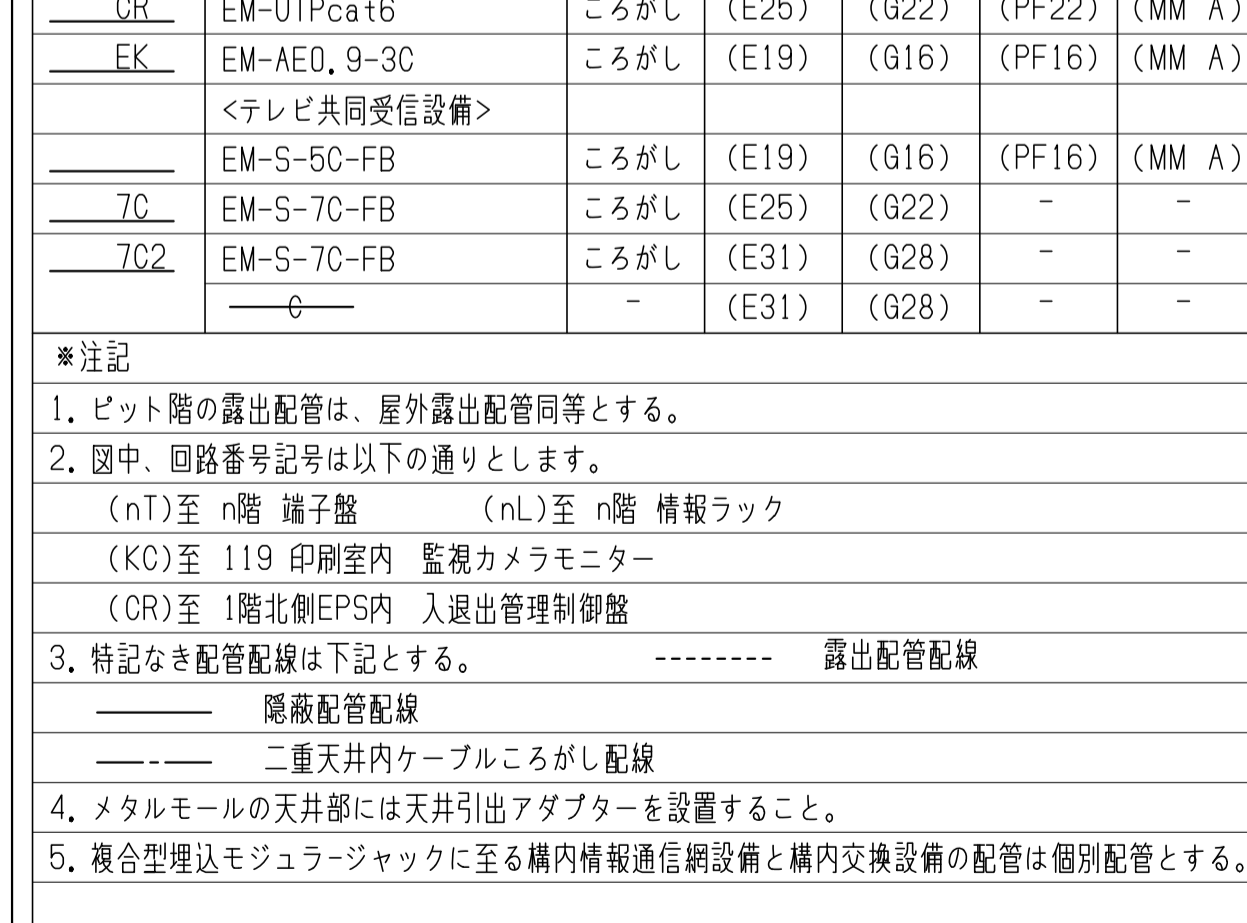 CR EM-UTPcat6 ころがし (E25) (G22) (PF22) (MM A)
EK EM-AE0.9-3C ころがし (E19) (G16) (PF16) (MM A)
<テレビ共同受信設備>
EM-S-5C-FB ころがし (E19) (G16) (PF16) (MM A)
7C EM-S-7C-FB ころがし (E25) (G22) - -
7C2 EM-S-7C-FB ころがし (E31) (G28) - -
C - (E31) (G28) - -
※注記
1. ピット階の露出配管は、屋外露出配管同等とする。
2. 図中、回路番号記号は以下の通りとします。
(nT)至 n階 端子盤 (nL)至 n階 情報ラック
(KC)至 119 印刷室内 監視カメラモニター
(CR)至 1階北側EPS内 入退出管理制御盤
3. 特記なき配管配線は下記とする。 -------- 露出配管配線
隠蔽配管配線
二重天井内ケーブルころがし配線
4. メタルモールの天井部には天井引出アダプターを設置すること。
5. 複合型埋込モジュラージャックに至る構内情報通信網設備と構内交換設備の配管は個別配管とする。